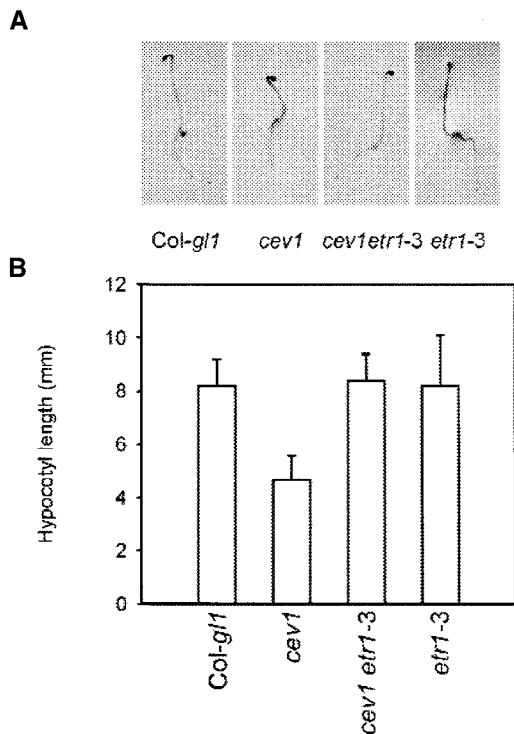 A
Col-gl1 cev1 cev1etr1-3 etr1-3
B
12
10
8
6
4
2
0
Hypocotyl length (mm)
Col-gl1
cev1
cev1 etr1-3
etr1-3